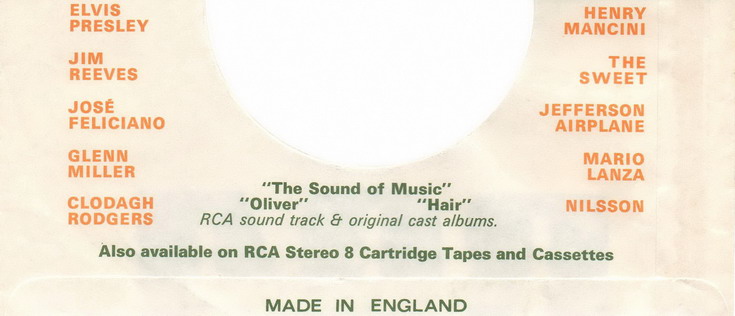 ELVIS
PRESLEY
JIM
REEVES
JOSÉ
FELICIANO
GLENN
MILLER
CLODAGH
RODGERS
HENRY
MANCINI
THE
SWEET
JEFFERSON
AIRPLANE
MARIO
LANZA
NILSSON
"The Sound of Music"
"Oliver" "Hair"
RCA sound track & original cast albums.
Also available on RCA Stereo 8 Cartridge Tapes and Cassettes
MADE IN ENGLAND